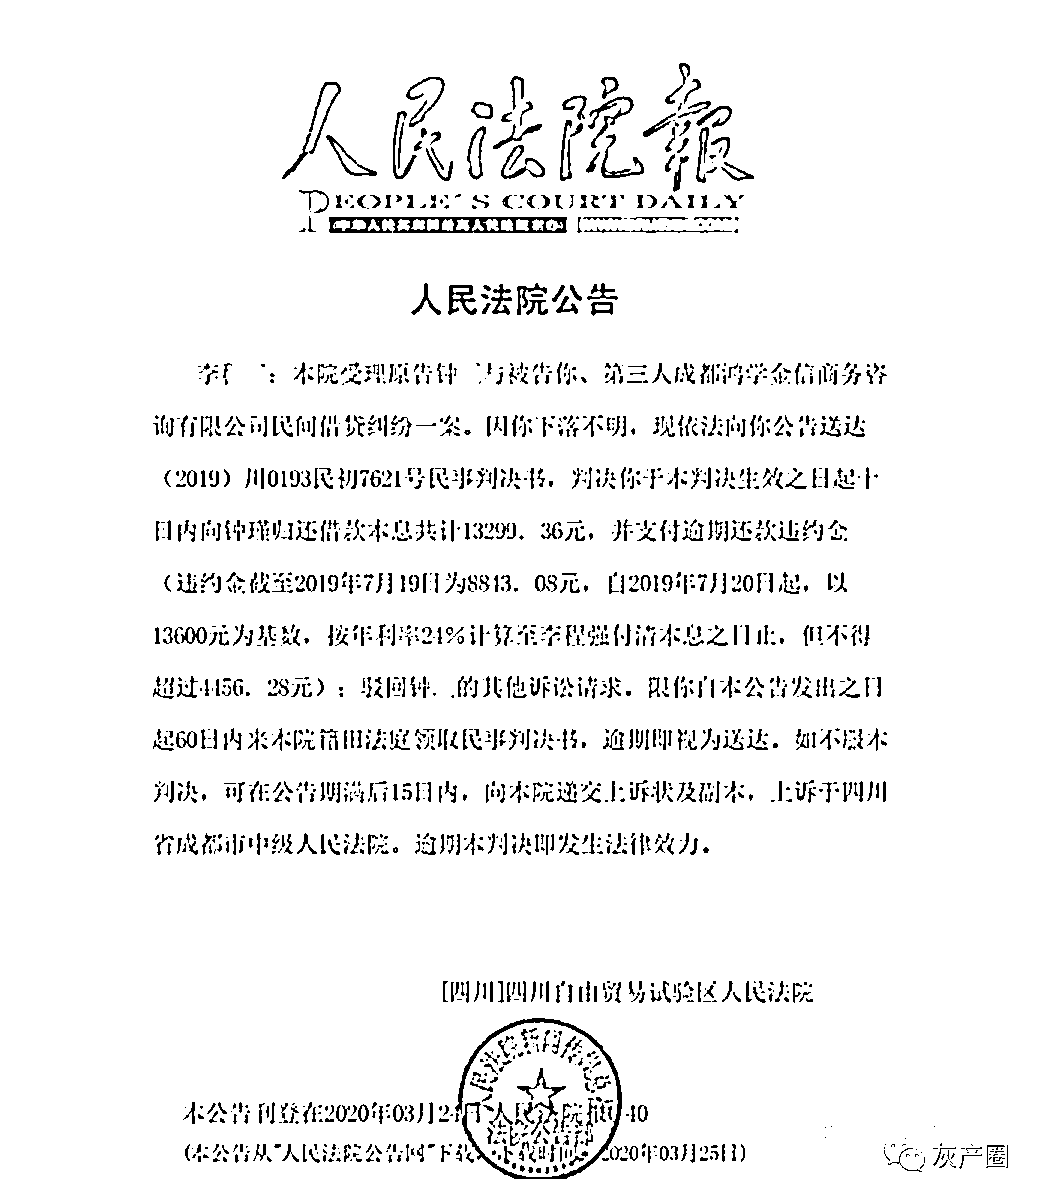 人民法院報
PEOPLE'S COURT DAILY
人民法院公告
李 ：本院受理原告钟 与被告你、第三人成都鸿学金信商务咨
询有限公司民间借贷纠纷一案。因你下落不明，现依法向你公告送达
（2019）川0193民初7621号民事判决书，判决你于本判决生效之日起十
日内向钟瑾归还借款本息共计13299．36元，并支付逾期还款违约金
（违约金截至2019年7月19日为8843．08元，自2019年7月20日起，以
13600元为基数，按年利率24%计算至李程强付清本息之日止，但不得
超过4456．28元）；驳回钟 的其他诉讼请求。限你自本公告发出之日
起60日内来本院籍田法庭领取民事判决书，逾期即视为送达。如不服本
判决，可在公告期满后15日内，向本院递交上诉状及副本，上诉于四川
省成都市中级人民法院。逾期本判决即发生法律效力。
[四川]四川自由贸易试验区人民法院
人民法院新闻传媒总社
法院公告部
本公告刊登在2020年03月24日 人民法院报 40
(本公告从"人民法院公告网"下载，下载时间： 2020年03月25日)
灰产圈